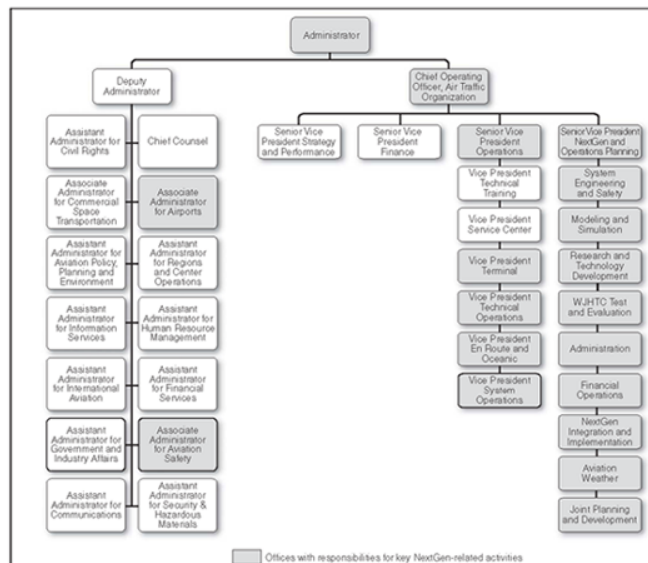 Administrator
Deputy
Administrator
Chief Operating
Officer, Air Traffic
Organization
Assistant
Administrator for
Civil Rights
Chief Counsel
Associate
Administrator
for Commercial
Space
Transportation
Associate
Administrator
for Airports
Assistant
Administrator for
Aviation Policy,
Planning and
Environment
Assistant
Administrator
for Regions
and Center
Operations
Assistant
Administrator
for Information
Services
Assistant
Administrator for
Human Resource
Management
Assistant
Administrator
for International
Aviation
Assistant
Administrator
for Financial
Services
Assistant
Administrator for
Government and
Industry Affairs
Associate
Administrator
for Aviation
Safety
Assistant
Administrator for
Communications
Assistant
Administrator
for Security &
Hazardous
Materials
Senior Vice
President Strategy
and Performance
Senior Vice
President
Finance
Senior Vice
President
Operations
Vice President
Technical
Training
Vice President
Service Center
Vice President
Terminal
Vice President
Technical
Operations
Vice President
En Route and
Oceanic
Vice President
System
Operations
Senior Vice President
NextGen and
Operations Planning
System
Engineering
and Safety
Modeling and
Simulation
Research and
Technology
Development
WJHTC Test
and Evaluation
Administration
Financial
Operations
NextGen
Integration and
Implementation
Aviation
Weather
Joint Planning
and Development
Offices with responsibilities for key NextGen-related activities